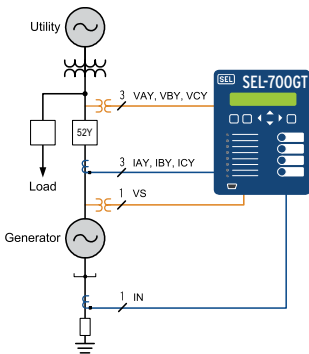 Utility
3 VAY, VBY, VCY
SEL SEL-700GT
52Y
3 IAY, IBY, ICY
Load
1 VS
Generator
1 IN